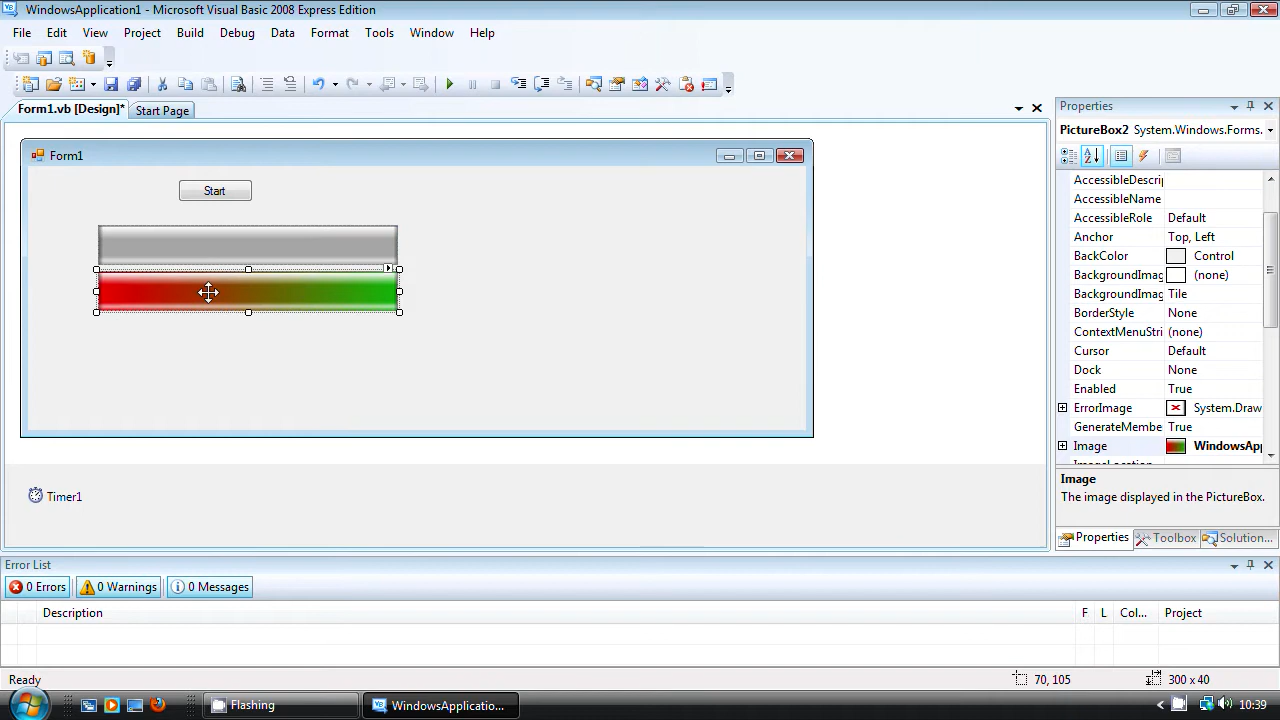 WindowsApplication1 - Microsoft Visual Basic 2008 Express Edition
File Edit View Project Build Debug Data Format Tools Window Help
Form1.vb [Design]* Start Page
Form1
Start
Timer1
Properties
PictureBox2 System.Windows.Forms.
AccessibleDescrip
AccessibleName
AccessibleRole Default
Anchor Top, Left
BackColor Control
BackgroundImag (none)
BackgroundImag Tile
BorderStyle None
ContextMenuStri (none)
Cursor Default
Dock None
Enabled True
ErrorImage System.Draw
GenerateMembe True
Image WindowsApp
Image
The image displayed in the PictureBox.
Properties Toolbox Solution...
Error List
0 Errors 0 Warnings 0 Messages
Description F L Col... Project
Ready 70, 105 300 x 40
Flashing WindowsApplicatio... 10:39